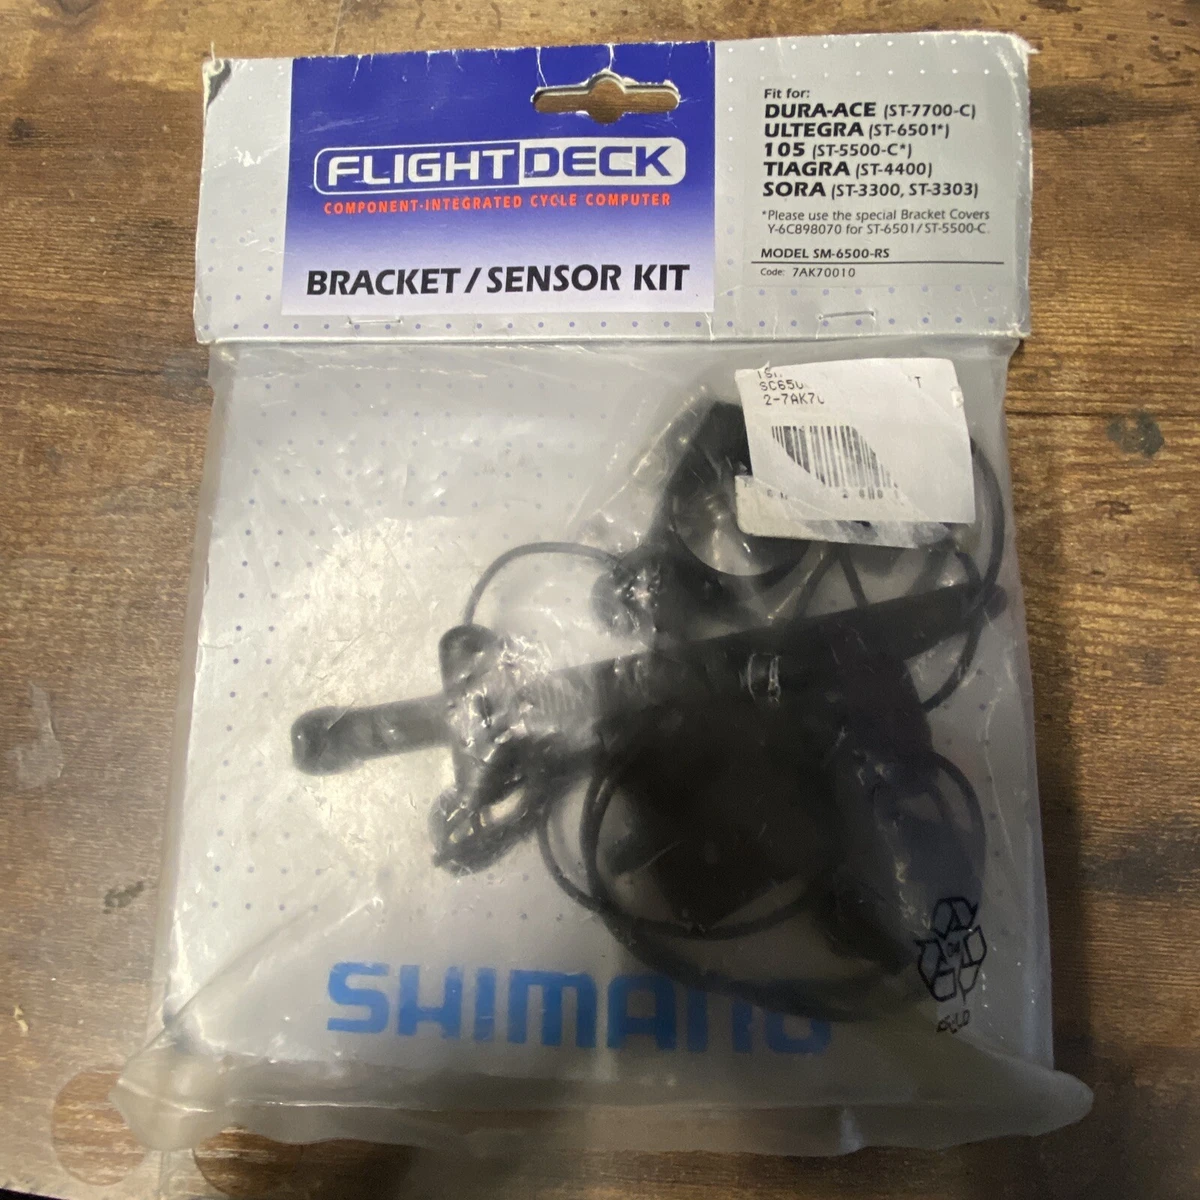 FLIGHT DECK
COMPONENT-INTEGRATED CYCLE COMPUTER
BRACKET / SENSOR KIT
Fit for:
DURA-ACE (ST-7700-C)
ULTEGRA (ST-6501*)
105 (ST-5500-C*)
TIAGRA (ST-4400)
SORA (ST-3300, ST-3303)
*Please use the special Bracket Covers
Y-6C898070 for ST-6501/ST-5500-C.
MODEL SM-6500-RS
Code: 7AK70010
SHIMANO